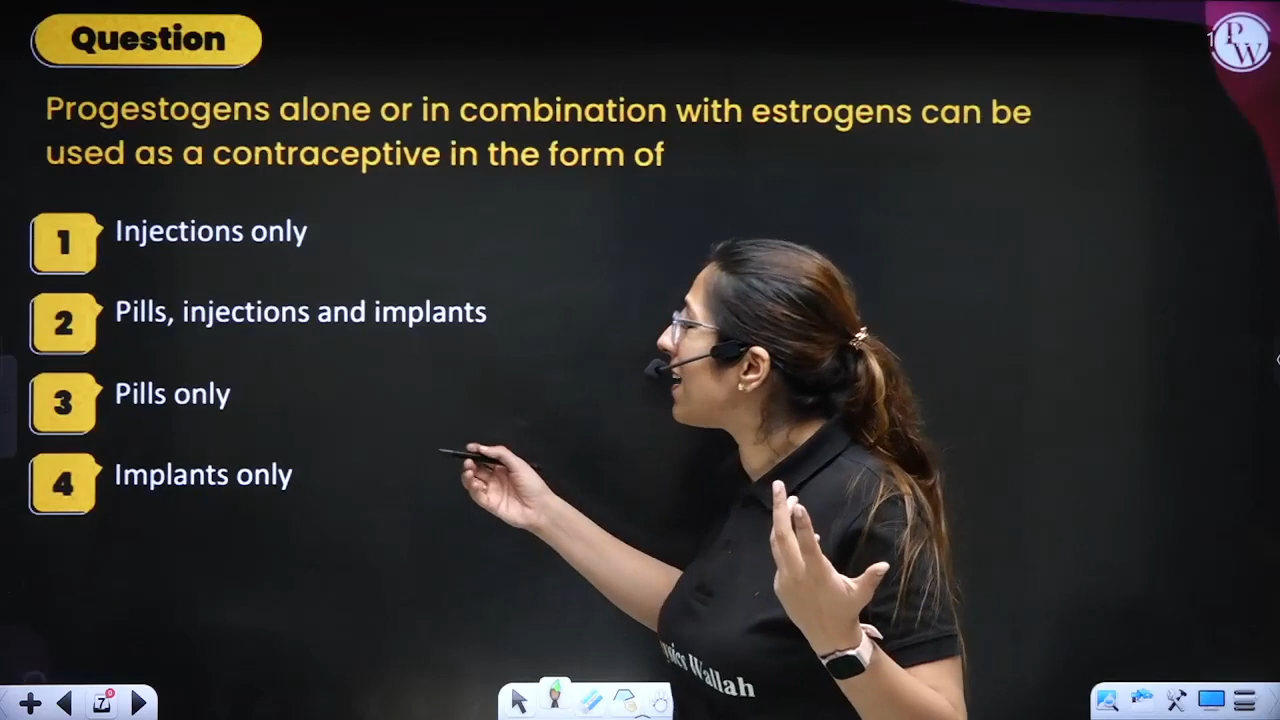 Question
PW
Progestogens alone or in combination with estrogens can be
used as a contraceptive in the form of
1 Injections only
2 Pills, injections and implants
3 Pills only
4 Implants only
ysics Wallah